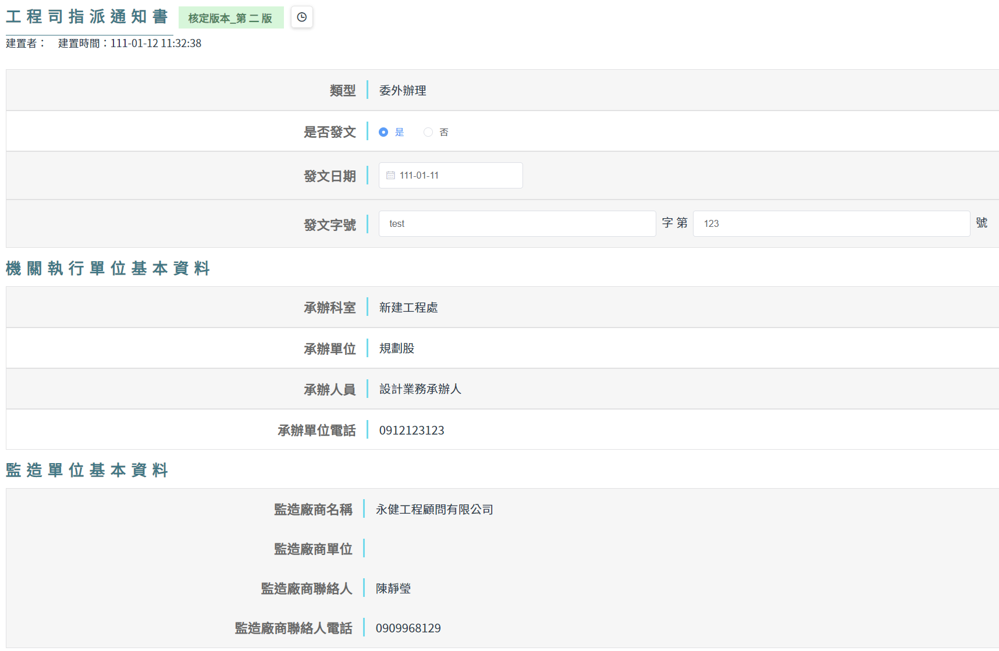 工程司指派通知書 核定版本_第 二 版
建置者： 建置時間：111-01-12 11:32:38
類型 委外辦理
是否發文 是 否
發文日期 111-01-11
發文字號 test 字 第 123 號
機關執行單位基本資料
承辦科室 新建工程處
承辦單位 規劃股
承辦人員 設計業務承辦人
承辦單位電話 0912123123
監造單位基本資料
監造廠商名稱 永健工程顧問有限公司
監造廠商單位
監造廠商聯絡人 陳靜瑩
監造廠商聯絡人電話 0909968129